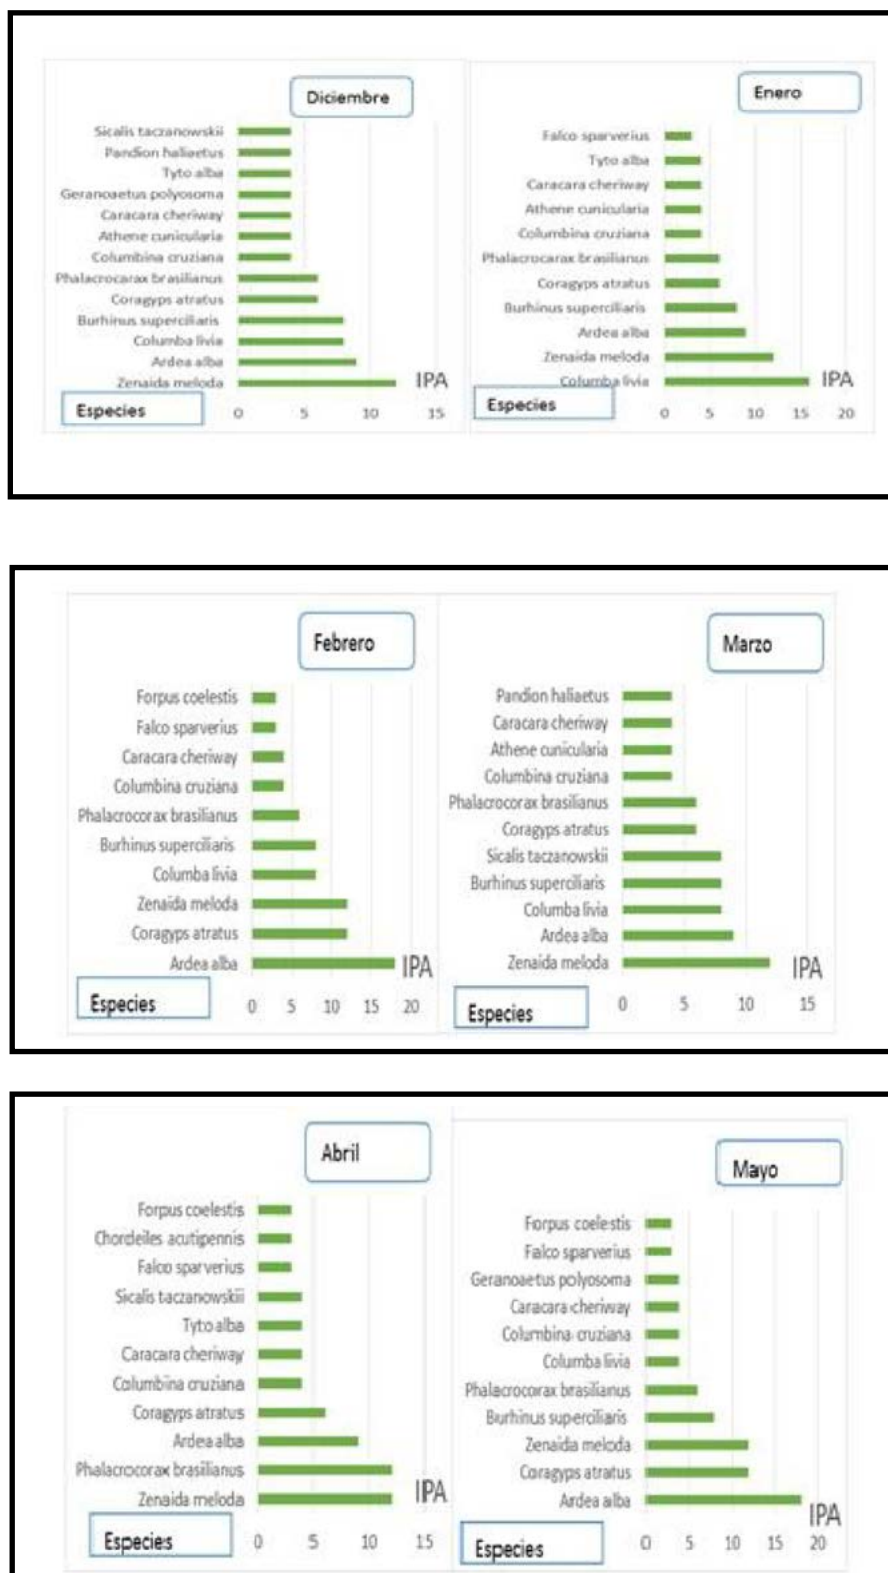 Diciembre
Sicalis taczanowskii
Pandion haliaetus
Tyto alba
Geranoaetus polyosoma
Caracara cheriway
Athene cunicularia
Columbina cruziana
Phalacrocarax brasilianus
Coragyps atratus
Burhinus superciliaris
Columba livia
Ardea alba
Zenaida meloda
IPA
Especies
0 5 10 15
Enero
Falco sparverius
Tyto alba
Caracara cheriway
Athene cunicularia
Columbina cruziana
Phalacrocarax brasilianus
Coragyps atratus
Burhinus superciliaris
Ardea alba
Zenaida meloda
Columba livia
IPA
Especies
0 5 10 15 20
Febrero
Forpus coelestis
Falco sparverius
Caracara cheriway
Columbina cruziana
Phalacrocorax brasilianus
Burhinus superciliaris
Columba livia
Zenaida meloda
Coragyps atratus
Ardea alba
IPA
Especies
0 5 10 15 20
Marzo
Pandion haliaetus
Caracara cheriway
Athene cunicularia
Columbina cruziana
Phalacrocorax brasilianus
Coragyps atratus
Sicalis taczanowskii
Burhinus superciliaris
Columba livia
Ardea alba
Zenaida meloda
IPA
Especies
0 5 10 15
Abril
Forpus coelestis
Chordeiles acutipennis
Falco sparverius
Sicalis taczanowskii
Tyto alba
Caracara cheriway
Columbina cruziana
Coragyps atratus
Ardea alba
Phalacrocorax brasilianus
Zenaida meloda
IPA
Especies
0 5 10 15
Mayo
Forpus coelestis
Falco sparverius
Geranoaetus polyosoma
Caracara cheriway
Columbina cruziana
Columba livia
Phalacrocorax brasilianus
Burhinus superciliaris
Zenaida meloda
Coragyps atratus
Ardea alba
IPA
Especies
0 5 10 15 20